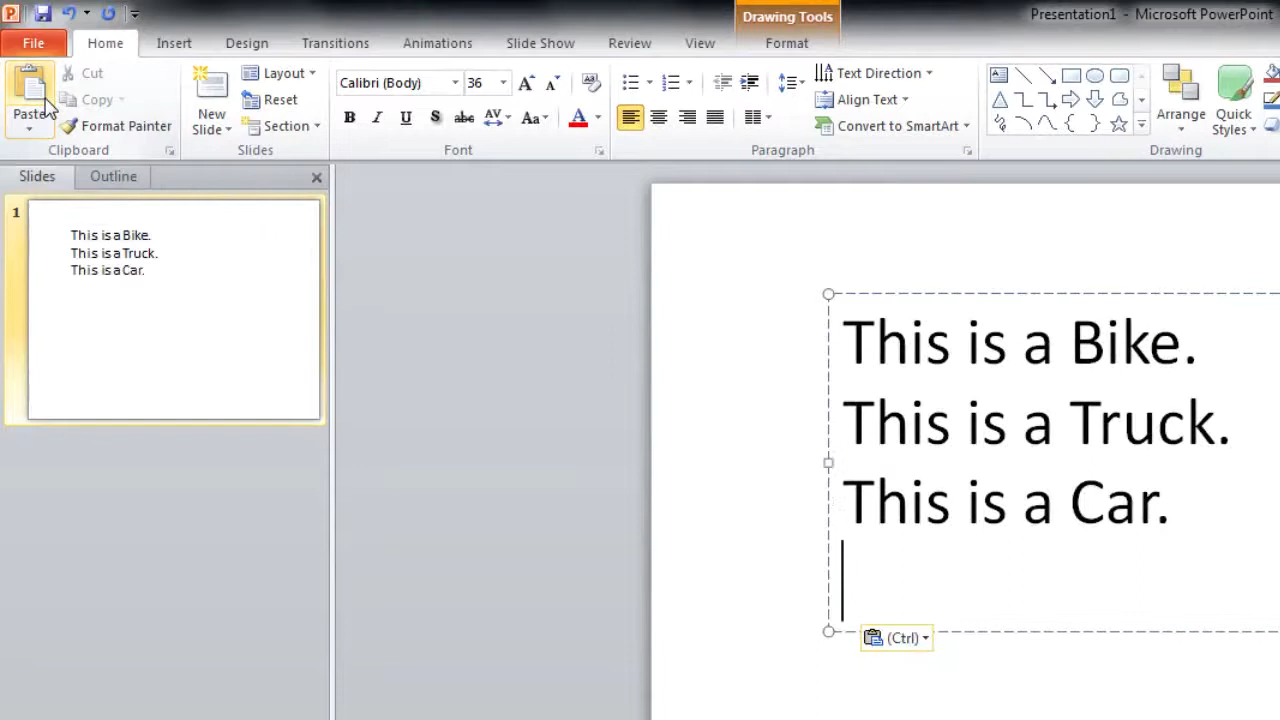 Drawing Tools
Presentation1 - Microsoft PowerPoint
File Home Insert Design Transitions Animations Slide Show Review View Format
Paste
Cut
Copy
Format Painter
Clipboard
New Slide
Layout
Reset
Section
Slides
Calibri (Body) 36
B I U S abc AV Aa A
Font
Text Direction
Align Text
Convert to SmartArt
Paragraph
Arrange
Quick Styles
Drawing
Slides Outline
1
This is a Bike.
This is a Truck.
This is a Car.
This is a Bike.
This is a Truck.
This is a Car.
(Ctrl)